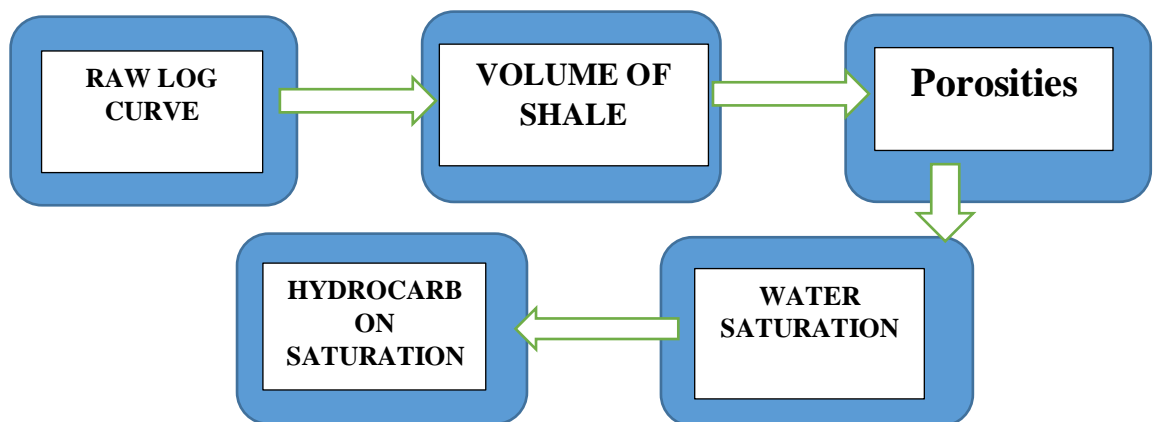 RAW LOG
CURVE
VOLUME OF
SHALE
Porosities
HYDROCARB
ON
SATURATION
WATER
SATURATION